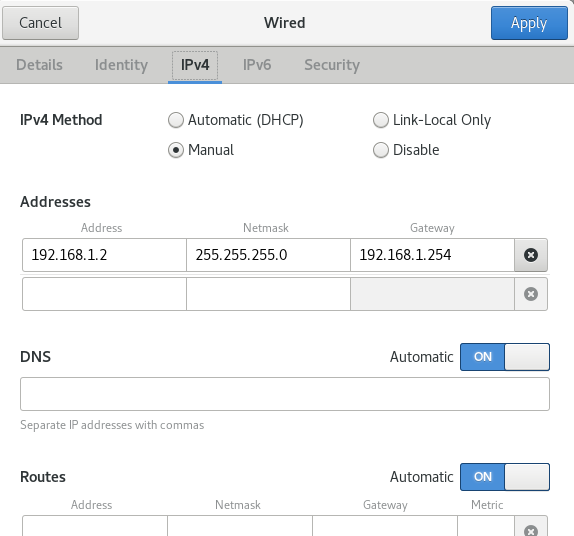 Cancel Wired Apply
Details Identity IPv4 IPv6 Security
IPv4 Method Automatic (DHCP) Link-Local Only
Manual Disable
Addresses
Address Netmask Gateway
192.168.1.2 255.255.255.0 192.168.1.254
DNS Automatic ON
Separate IP addresses with commas
Routes Automatic ON
Address Netmask Gateway Metric